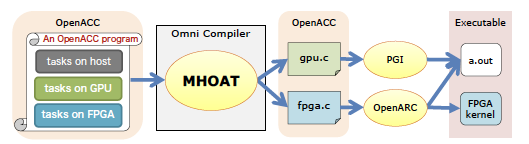 OpenACC
An OpenACC program
tasks on host
tasks on GPU
tasks on FPGA
Omni Compiler
MHOAT
OpenACC
gpu.c
fpga.c
PGI
OpenARC
Executable
a.out
FPGA
kernel